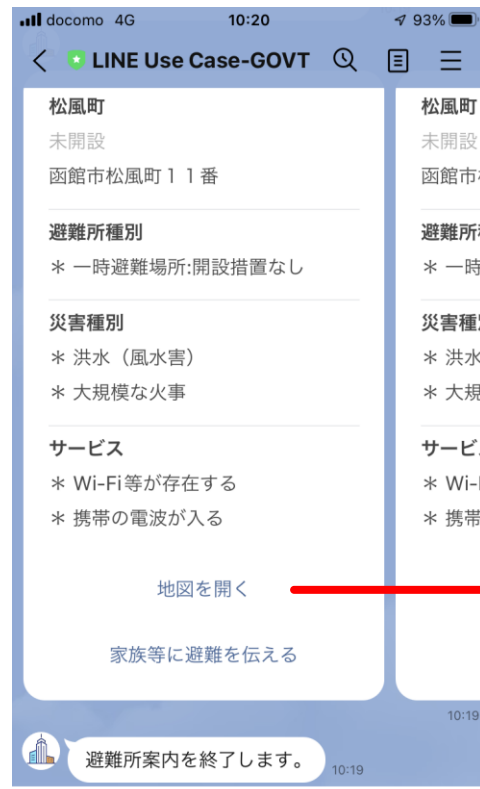 docomo 4G 10:20 93%
LINE Use Case-GOVT
松風町
未開設
函館市松風町１１番
避難所種別
＊ 一時避難場所:開設措置なし
災害種別
＊ 洪水（風水害）
＊ 大規模な火事
サービス
＊ Wi-Fi等が存在する
＊ 携帯の電波が入る
地図を開く
家族等に避難を伝える
松風町
未開設
函館市
避難所
＊ 一時
災害種
＊ 洪水
＊ 大規
サービ
＊ Wi-
＊ 携帯
10:19
避難所案内を終了します。
10:19